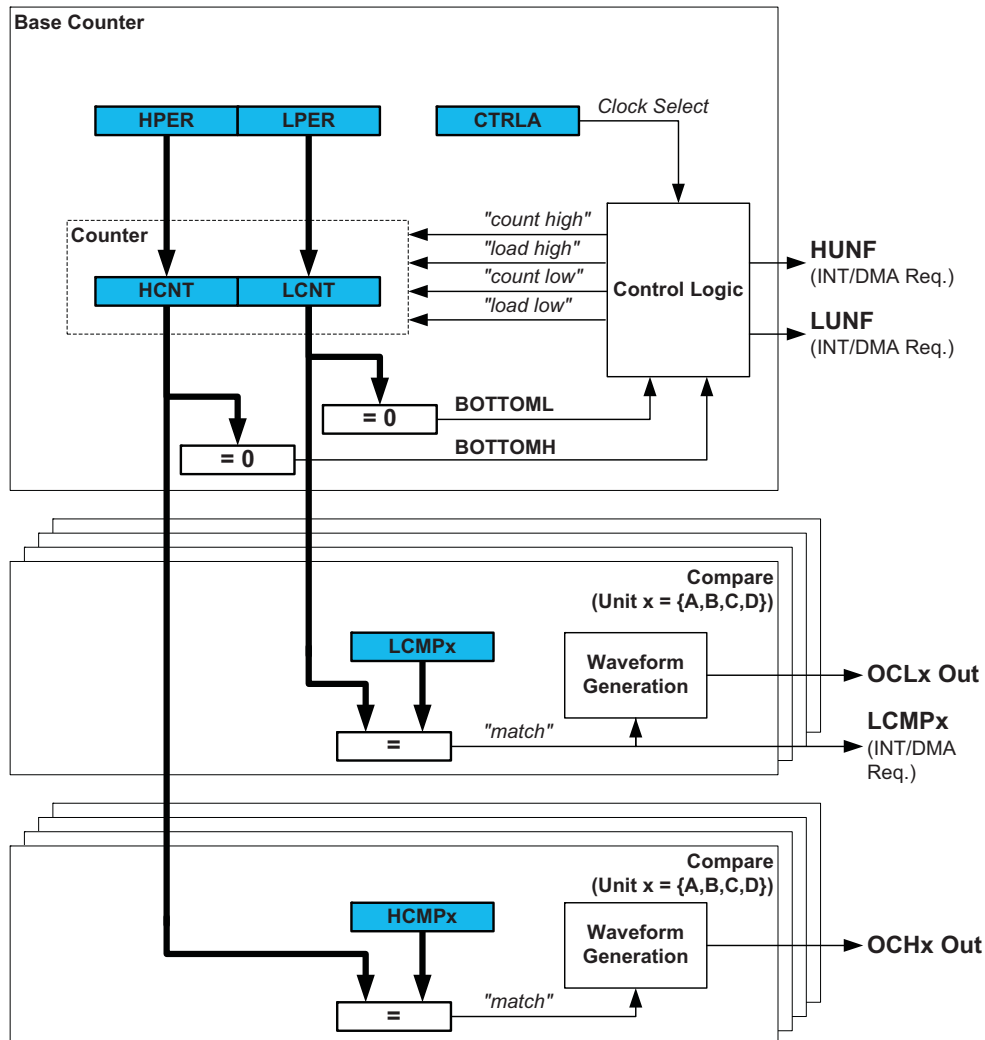 Base Counter
HPER LPER CTRLA
Clock Select
Counter
"count high"
"load high"
"count low"
"load low"
HCNT LCNT
Control Logic
HUNF
(INT/DMA Req.)
LUNF
(INT/DMA Req.)
= 0
BOTTOML
= 0
BOTTOMH
Compare
(Unit x = {A,B,C,D})
LCMPx
Waveform
Generation
OCLx Out
=
"match"
LCMPx
(INT/DMA
Req.)
Compare
(Unit x = {A,B,C,D})
HCMPx
Waveform
Generation
OCHx Out
=
"match"